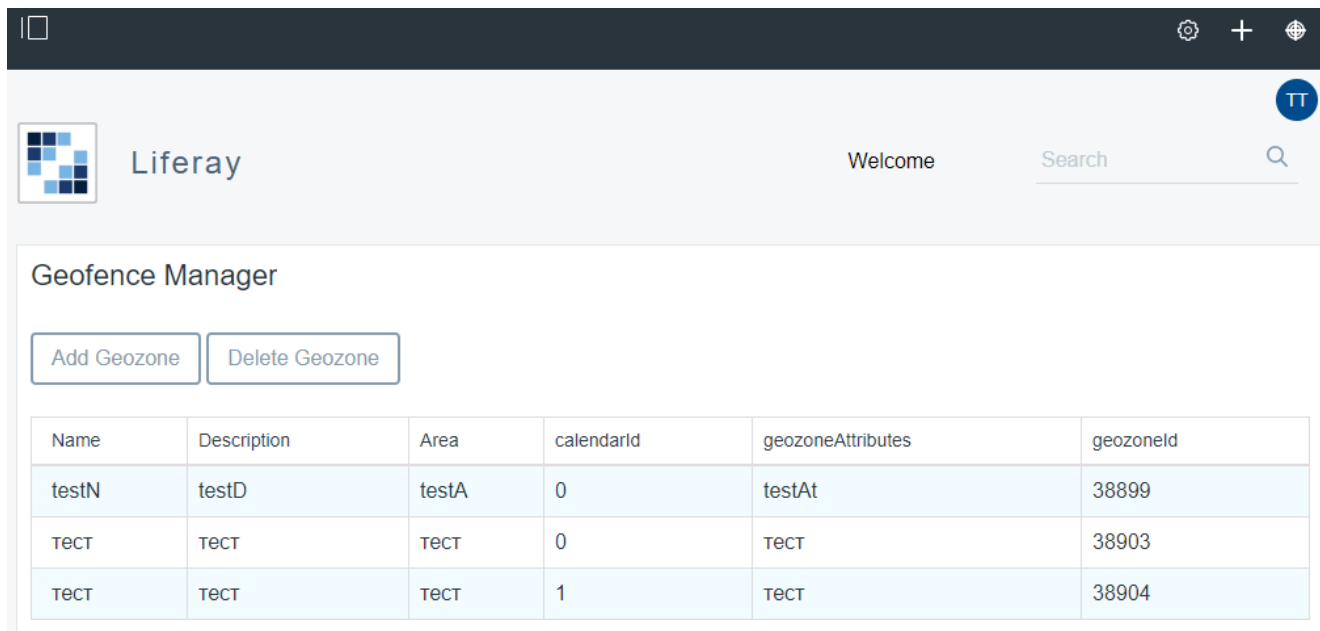 TT
Liferay
Welcome
Search
Geofence Manager
Add Geozone Delete Geozone
Name Description Area calendarId geozoneAttributes geozoneId
testN testD testA 0 testAt 38899
тест тест тест 0 тест 38903
тест тест тест 1 тест 38904